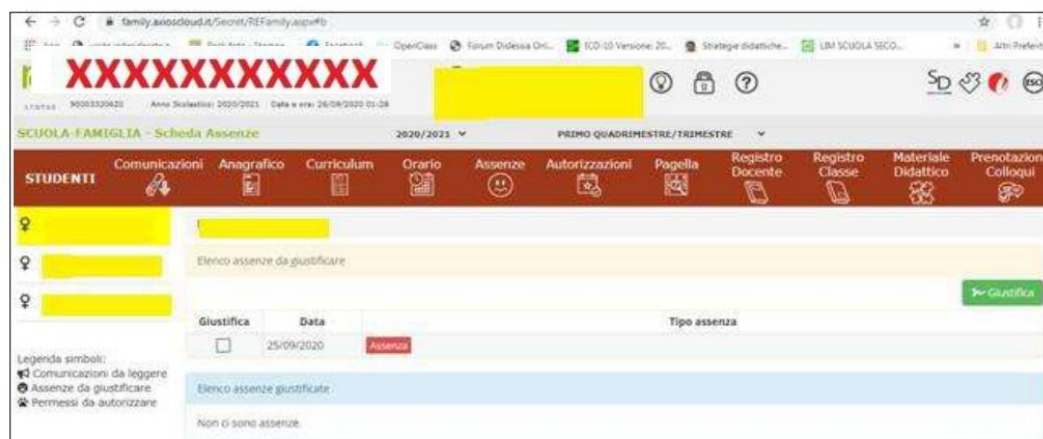 family.axioscloud.it/Secret/REFamily.aspx#b
Facebook OpenClass Forum Didessa Onl... ICD-10 Versione: 20... Strategie didattiche... LIM SCUOLA SECO... » Altri Preferiti
XXXXXXXXXXXX
Anno Scolastico: 2020/2021 Data e ora: 26/09/2020 01:28
SD
ISO
SCUOLA-FAMIGLIA - Scheda Assenze 2020/2021 PRIMO QUADRIMESTRE/TRIMESTRE
STUDENTI
Comunicazioni
Anagrafico
Curriculum
Orario
Assenze
Autorizzazioni
Pagella
Registro Docente
Registro Classe
Materiale Didattico
Prenotazion Colloqui
Elenco assenze da giustificare
Giustifica
Giustifica Data Tipo assenza
25/09/2020 Assenza
Legenda simboli:
Comunicazioni da leggere
Assenze da giustificare
Permessi da autorizzare
Elenco assenze giustificate
Non ci sono assenze